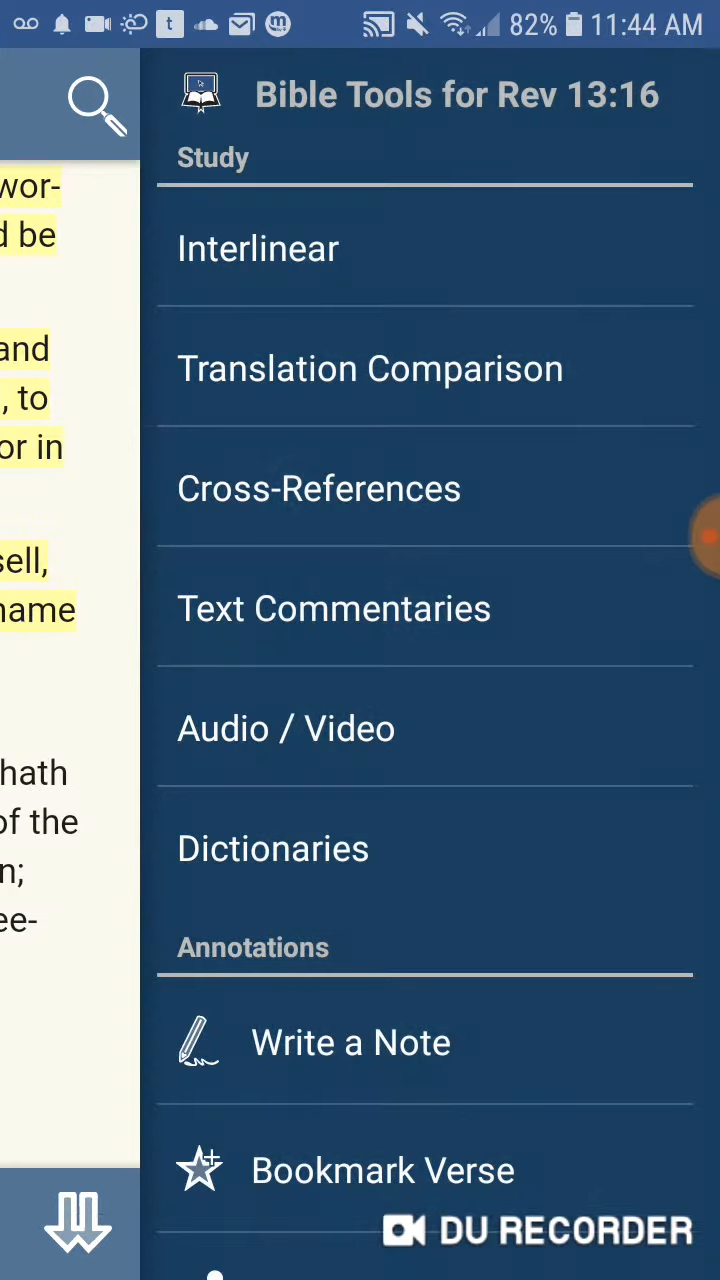 82% 11:44 AM
Bible Tools for Rev 13:16
Study
wor-
d be
Interlinear
and
, to
or in
Translation Comparison
Cross-References
sell,
name
Text Commentaries
hath
of the
n;
ee-
Audio / Video
Dictionaries
Annotations
Write a Note
Bookmark Verse
DU RECORDER